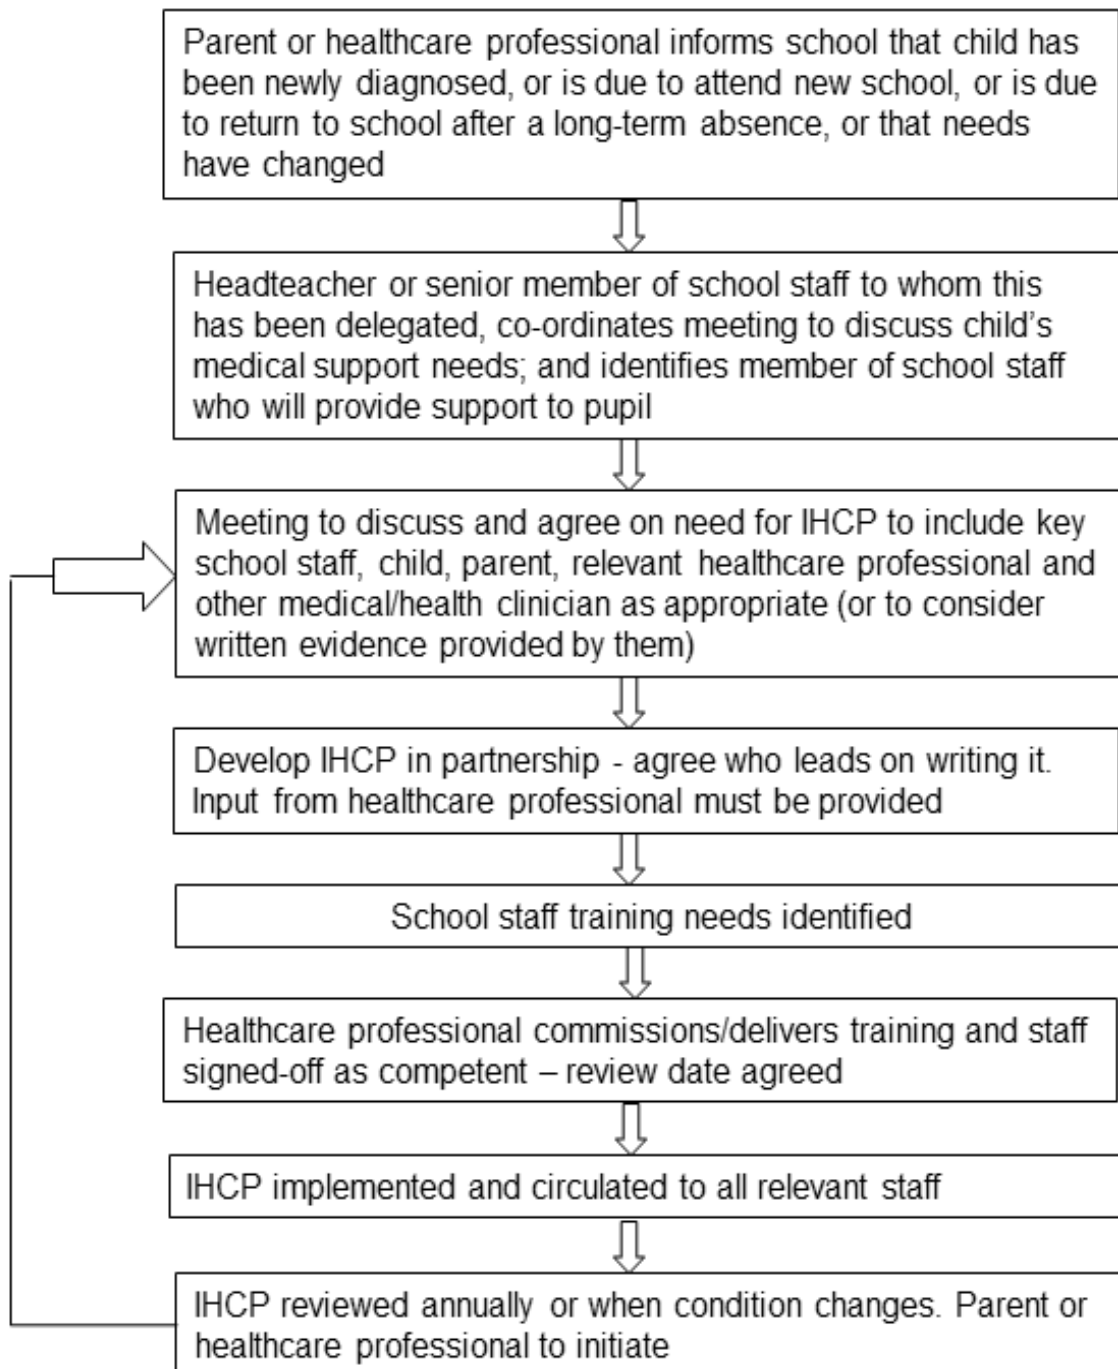 Parent or healthcare professional informs school that child has
been newly diagnosed, or is due to attend new school, or is due
to return to school after a long-term absence, or that needs
have changed
Headteacher or senior member of school staff to whom this
has been delegated, co-ordinates meeting to discuss child’s
medical support needs; and identifies member of school staff
who will provide support to pupil
Meeting to discuss and agree on need for IHCP to include key
school staff, child, parent, relevant healthcare professional and
other medical/health clinician as appropriate (or to consider
written evidence provided by them)
Develop IHCP in partnership - agree who leads on writing it.
Input from healthcare professional must be provided
School staff training needs identified
Healthcare professional commissions/delivers training and staff
signed-off as competent – review date agreed
IHCP implemented and circulated to all relevant staff
IHCP reviewed annually or when condition changes. Parent or
healthcare professional to initiate